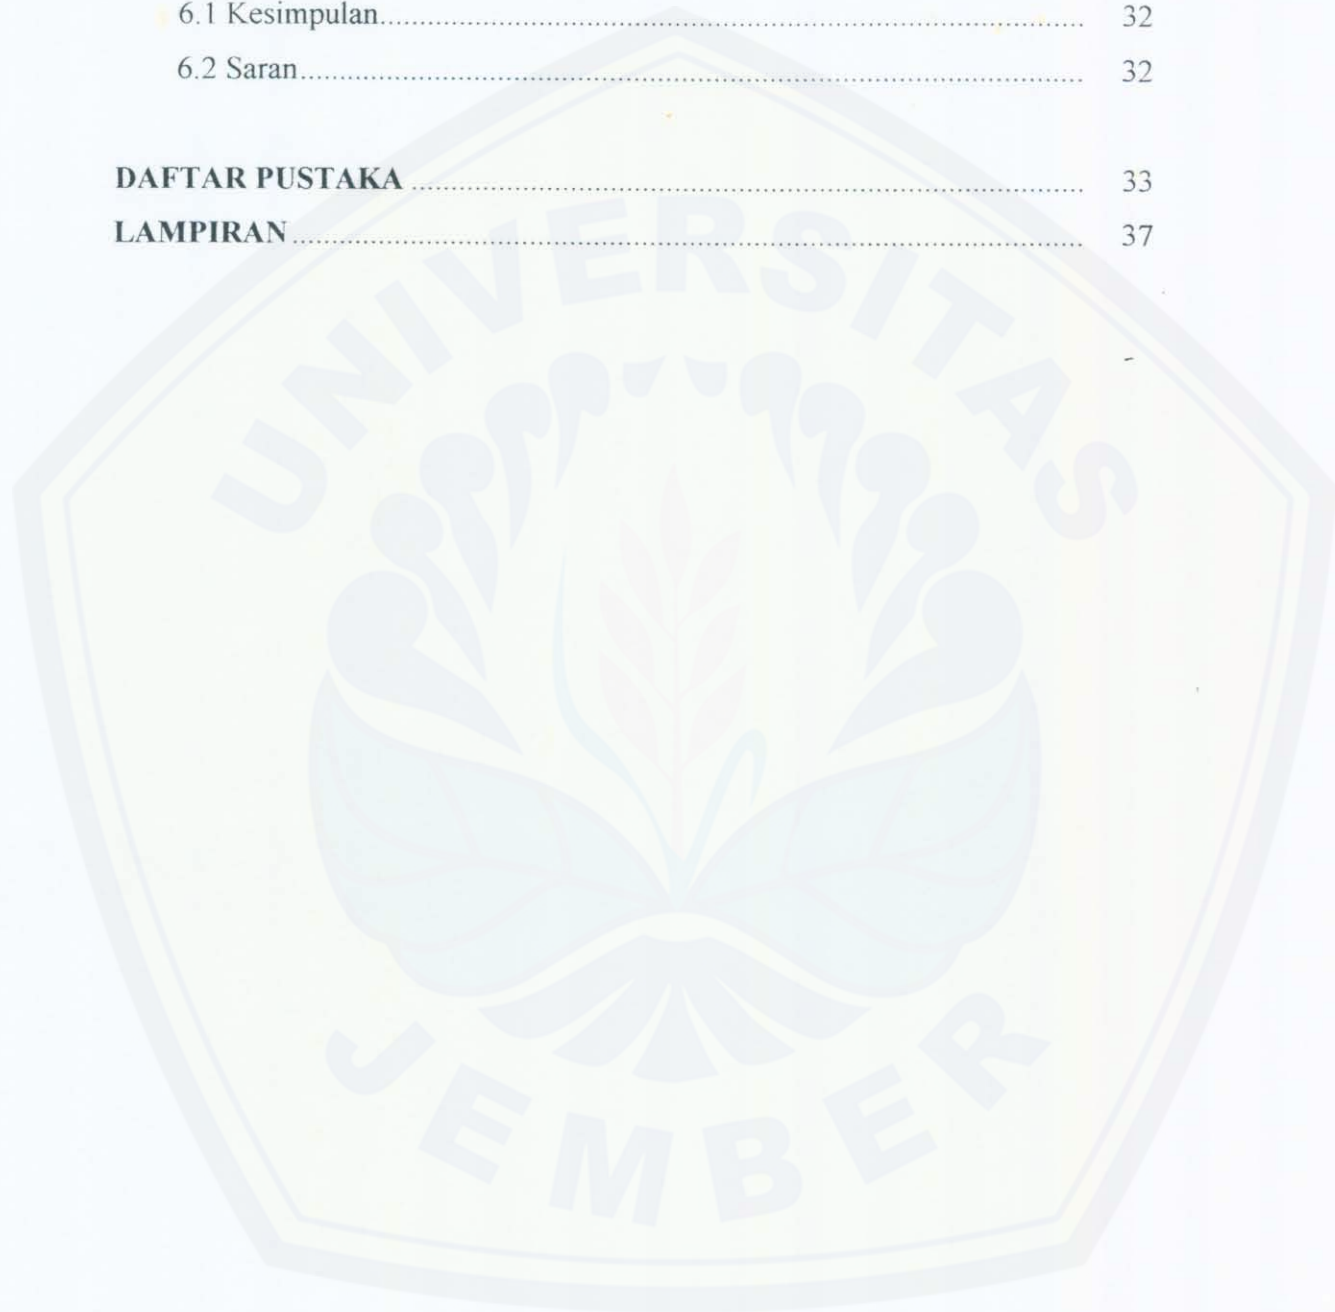 6.1 Kesimpulan........................................................................................ 32
6.2 Saran.................................................................................................. 32
DAFTAR PUSTAKA ................................................................................... 33
LAMPIRAN.................................................................................................. 37
UNIVERSITAS
JEMBER